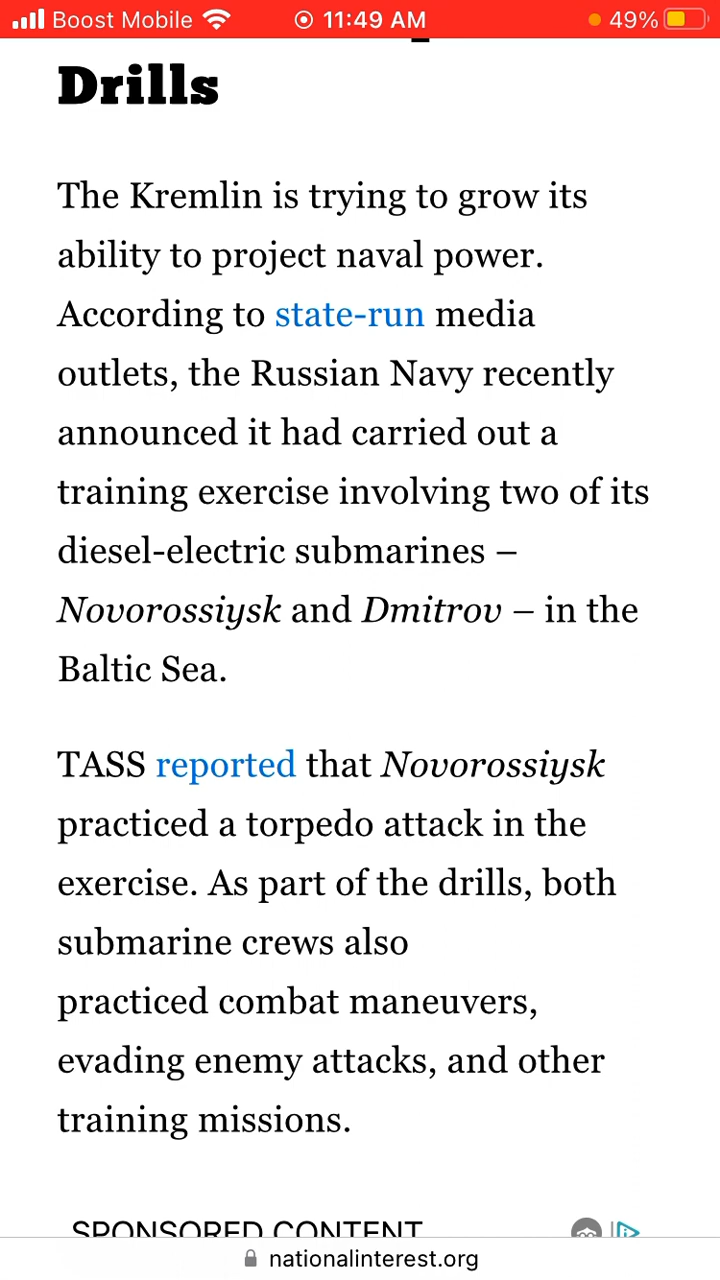 Boost Mobile 11:49 AM 49%
Drills
The Kremlin is trying to grow its
ability to project naval power.
According to state-run media
outlets, the Russian Navy recently
announced it had carried out a
training exercise involving two of its
diesel-electric submarines –
Novorossiysk and Dmitrov – in the
Baltic Sea.
TASS reported that Novorossiysk
practiced a torpedo attack in the
exercise. As part of the drills, both
submarine crews also
practiced combat maneuvers,
evading enemy attacks, and other
training missions.
SPONSORED CONTENT
nationalinterest.org